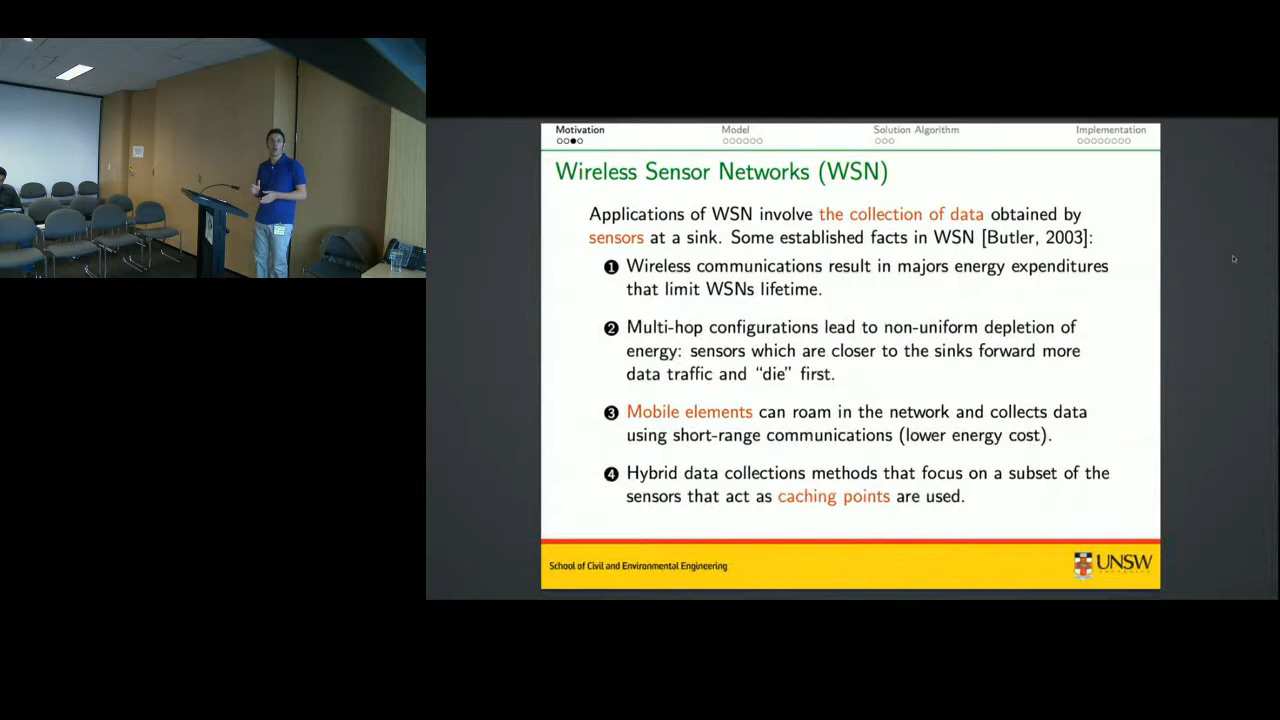 Motivation Model Solution Algorithm Implementation
Wireless Sensor Networks (WSN)
Applications of WSN involve the collection of data obtained by
sensors at a sink. Some established facts in WSN [Butler, 2003]:
1 Wireless communications result in majors energy expenditures
that limit WSNs lifetime.
2 Multi-hop configurations lead to non-uniform depletion of
energy: sensors which are closer to the sinks forward more
data traffic and “die” first.
3 Mobile elements can roam in the network and collects data
using short-range communications (lower energy cost).
4 Hybrid data collections methods that focus on a subset of the
sensors that act as caching points are used.
School of Civil and Environmental Engineering
UNSW